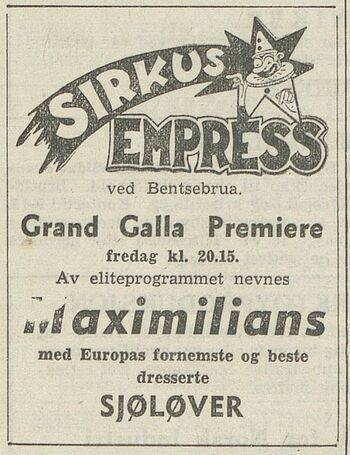 SIRKUS
EMPRESS
ved Bentsebrua.
Grand Galla Premiere
fredag kl. 20.15.
Av eliteprogrammet nevnes
Maximilians
med Europas fornemste og beste
dresserte
SJØLØVER